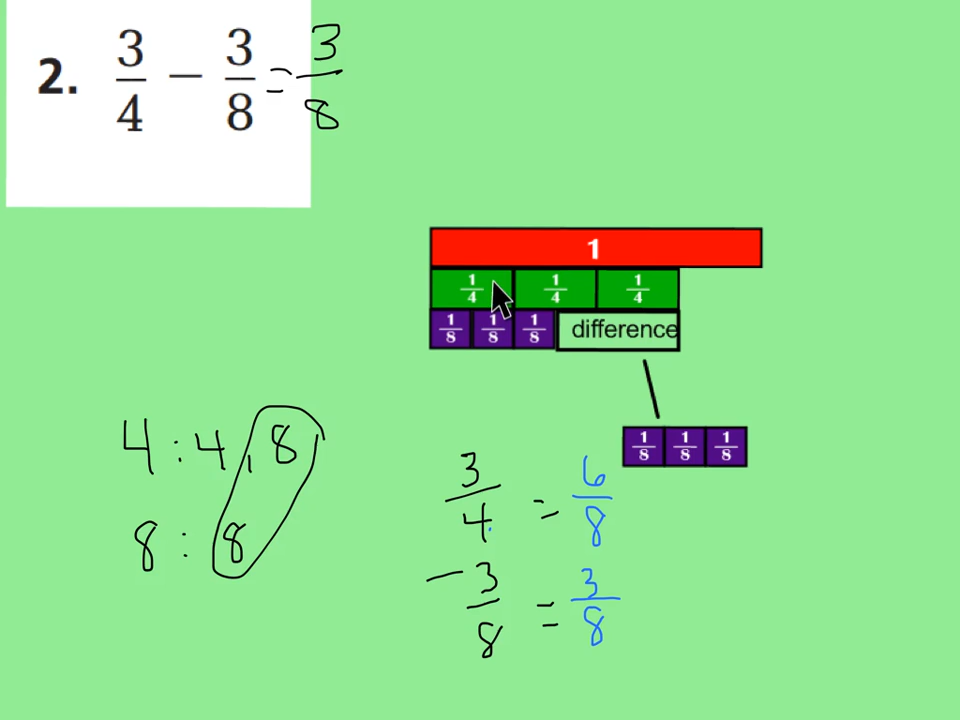 2. 3/4 − 3/8 = 3/8
1
1/4 1/4 1/4
1/8 1/8 1/8 difference
1/8 1/8 1/8
4 : 4, 8
8 : 8
3/4 = 6/8
− 3/8 = 3/8